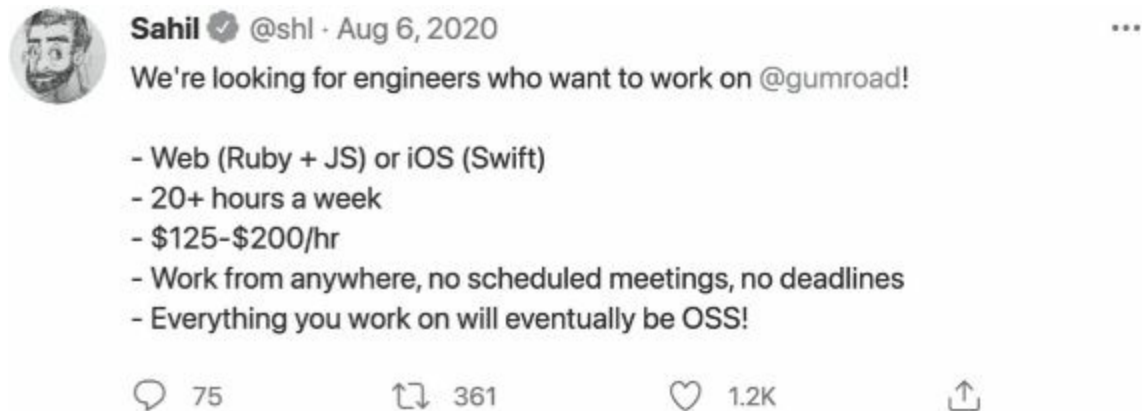 Sahil @shl · Aug 6, 2020
We're looking for engineers who want to work on @gumroad!
- Web (Ruby + JS) or iOS (Swift)
- 20+ hours a week
- $125-$200/hr
- Work from anywhere, no scheduled meetings, no deadlines
- Everything you work on will eventually be OSS!
75 361 1.2K